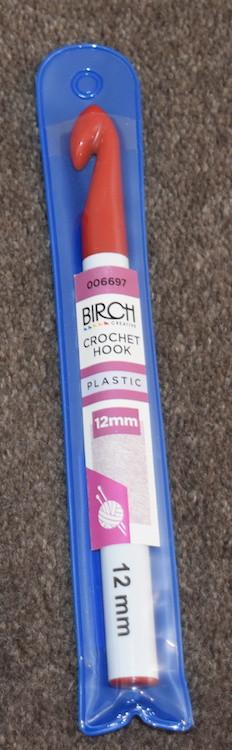 006697
BIRCH
CREATIVE
CROCHET
HOOK
PLASTIC
12mm
12 mm